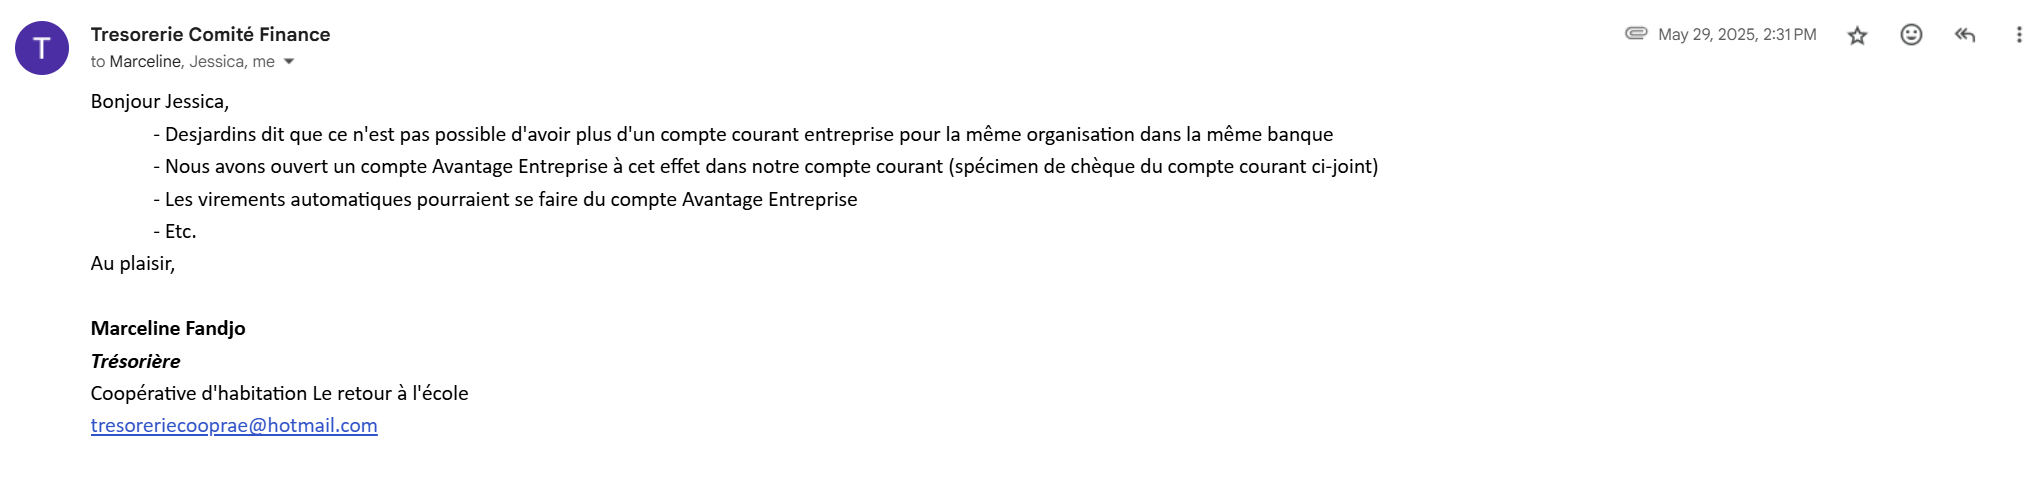 T
Tresorerie Comité Finance
May 29, 2025, 2:31 PM
to Marceline, Jessica, me
Bonjour Jessica,
- Desjardins dit que ce n'est pas possible d'avoir plus d'un compte courant entreprise pour la même organisation dans la même banque
- Nous avons ouvert un compte Avantage Entreprise à cet effet dans notre compte courant (spécimen de chèque du compte courant ci-joint)
- Les virements automatiques pourraient se faire du compte Avantage Entreprise
- Etc.
Au plaisir,
Marceline Fandjo
Trésorière
Coopérative d'habitation Le retour à l'école
tresoreriecooprae@hotmail.com